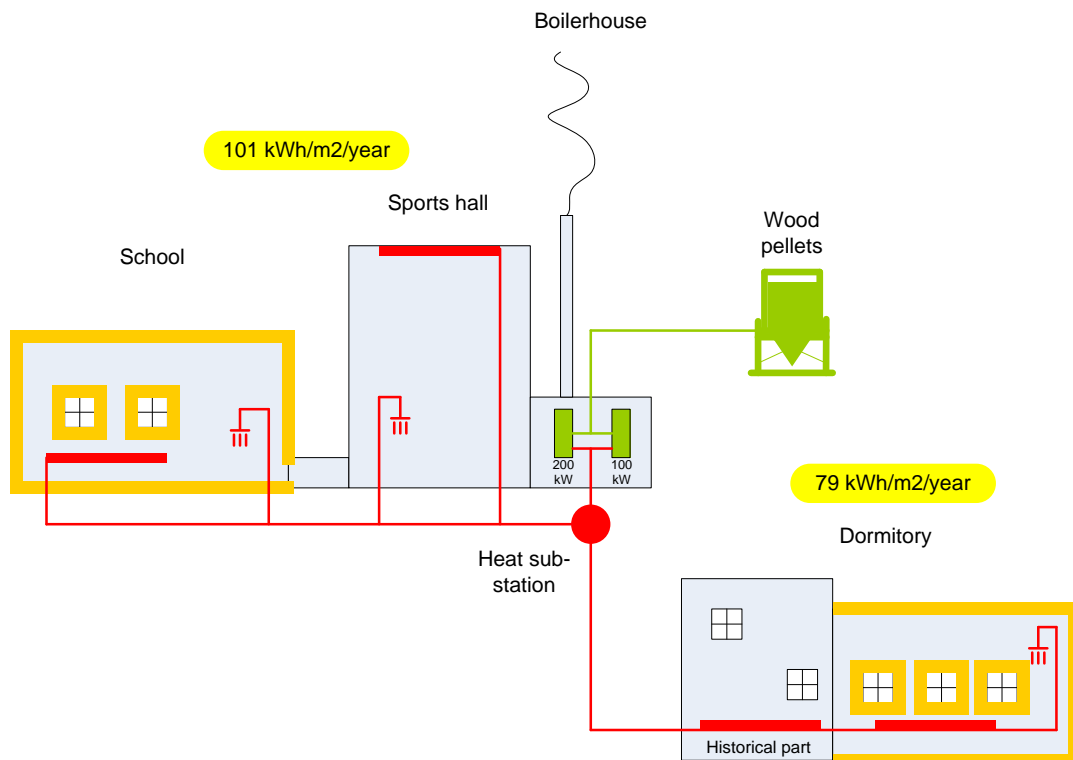 Boilerhouse
101 kWh/m2/year
Sports hall
School
Wood
pellets
200
kW
100
kW
79 kWh/m2/year
Dormitory
Heat sub-
station
Historical part